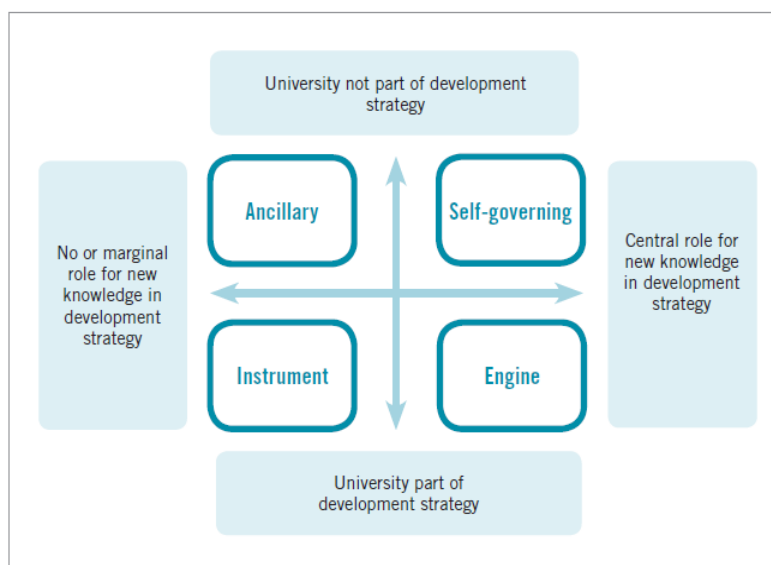 University not part of development
strategy
Ancillary
Self-governing
No or marginal
role for new
knowledge in
development
strategy
Central role for
new knowledge
in development
strategy
Instrument
Engine
University part of
development strategy